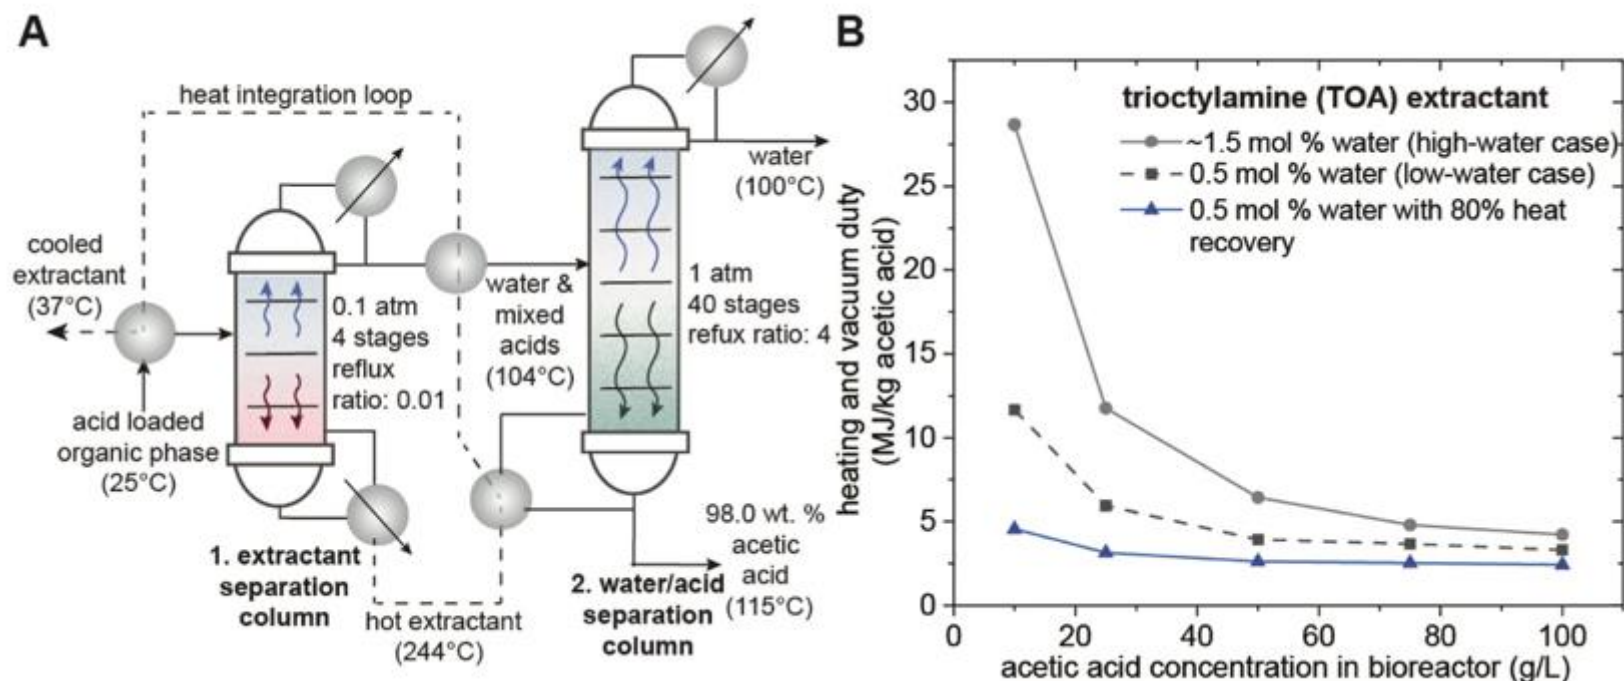 A
heat integration loop
cooled
extractant
(37°C)
acid loaded
organic phase
(25°C)
0.1 atm
4 stages
reflux
ratio: 0.01
1. extractant
separation
column
hot extractant
(244°C)
water &
mixed
acids
(104°C)
water
(100°C)
1 atm
40 stages
refux ratio: 4
2. water/acid
separation
column
98.0 wt. %
acetic
acid
(115°C)
B
heating and vacuum duty
(MJ/kg acetic acid)
30
25
20
15
10
5
0
trioctylamine (TOA) extractant
~1.5 mol % water (high-water case)
0.5 mol % water (low-water case)
0.5 mol % water with 80% heat
recovery
0 20 40 60 80 100
acetic acid concentration in bioreactor (g/L)